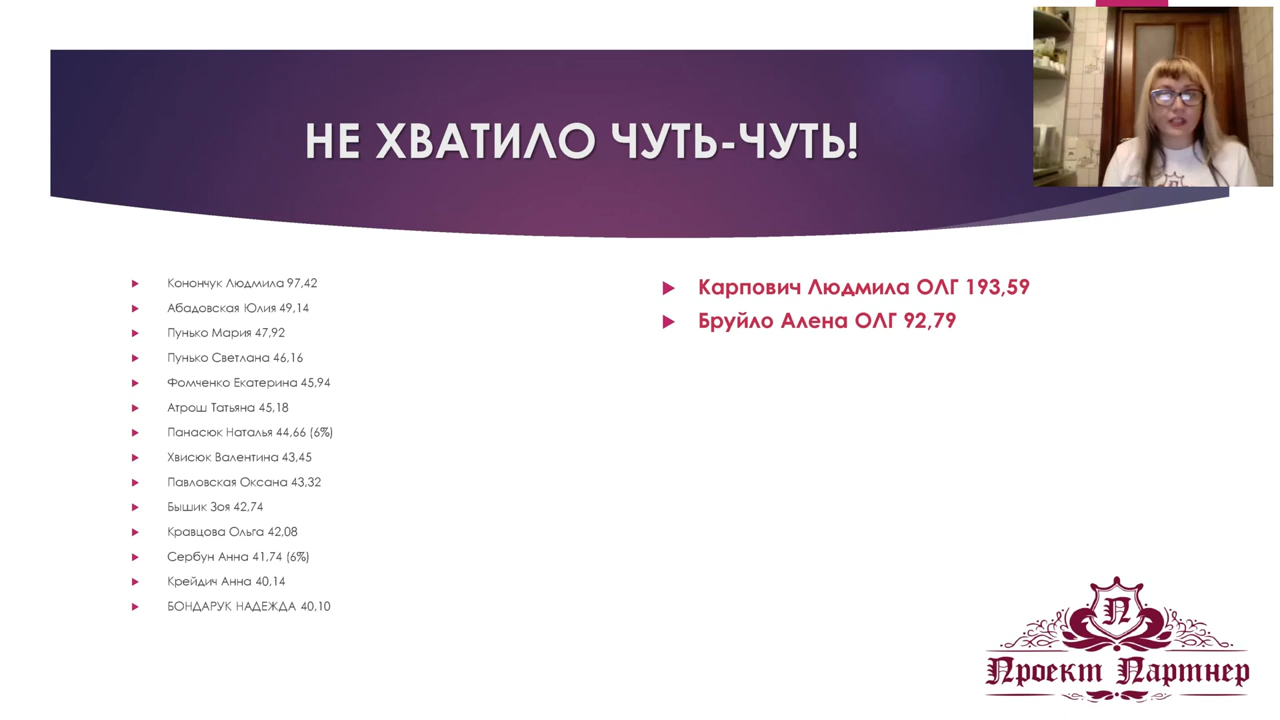 НЕ ХВАТИЛО ЧУТЬ-ЧУТЬ!
Конончук Людмила 97,42
Абадовская Юлия 49,14
Пунько Мария 47,92
Пунько Светлана 46,16
Фомченко Екатерина 45,94
Атрош Татьяна 45,18
Панасюк Наталья 44,66 (6%)
Хвисюк Валентина 43,45
Павловская Оксана 43,32
Бышик Зоя 42,74
Кравцова Ольга 42,08
Сербун Анна 41,74 (6%)
Крейдич Анна 40,14
БОНДАРУК НАДЕЖДА 40,10
Карпович Людмила ОЛГ 193,59
Бруйло Алена ОЛГ 92,79
П
Проект Партнер